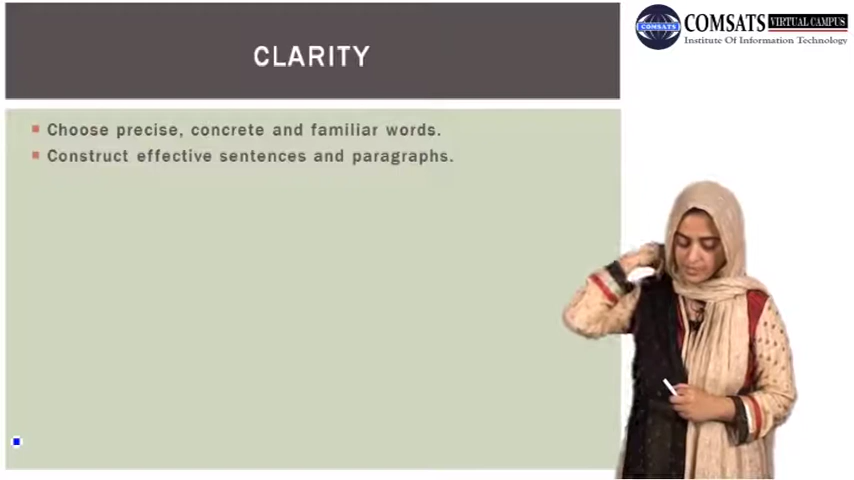 CLARITY
Choose precise, concrete and familiar words.
Construct effective sentences and paragraphs.
COMSATS
COMSATS VIRTUAL CAMPUS
Institute Of Information Technology